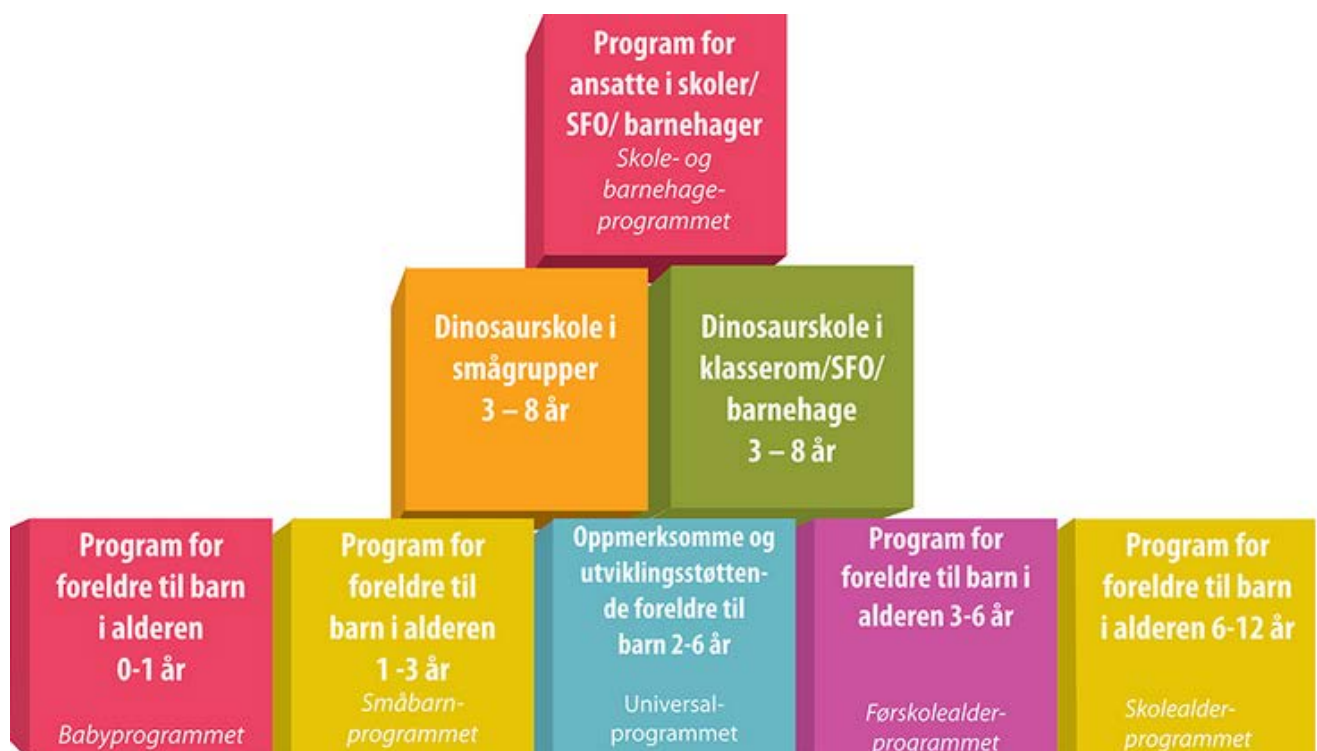 Program for
ansatte i skoler/
SFO/ barnehager
Skole- og
barnehage-
programmet
Dinosaurskole i
smågrupper
3 – 8 år
Dinosaurskole i
klasserom/SFO/
barnehage
3 – 8 år
Program for
foreldre til barn
i alderen
0-1 år
Babyprogrammet
Program for
foreldre til
barn i alderen
1 -3 år
Småbarn-
programmet
Oppmerksomme og
utviklingsstøtten-
de foreldre til
barn 2-6 år
Universal-
programmet
Program for
foreldre til barn i
alderen 3-6 år
Førskolealder-
programmet
Program for
foreldre til barn
i alderen 6-12 år
Skolealder-
programmet